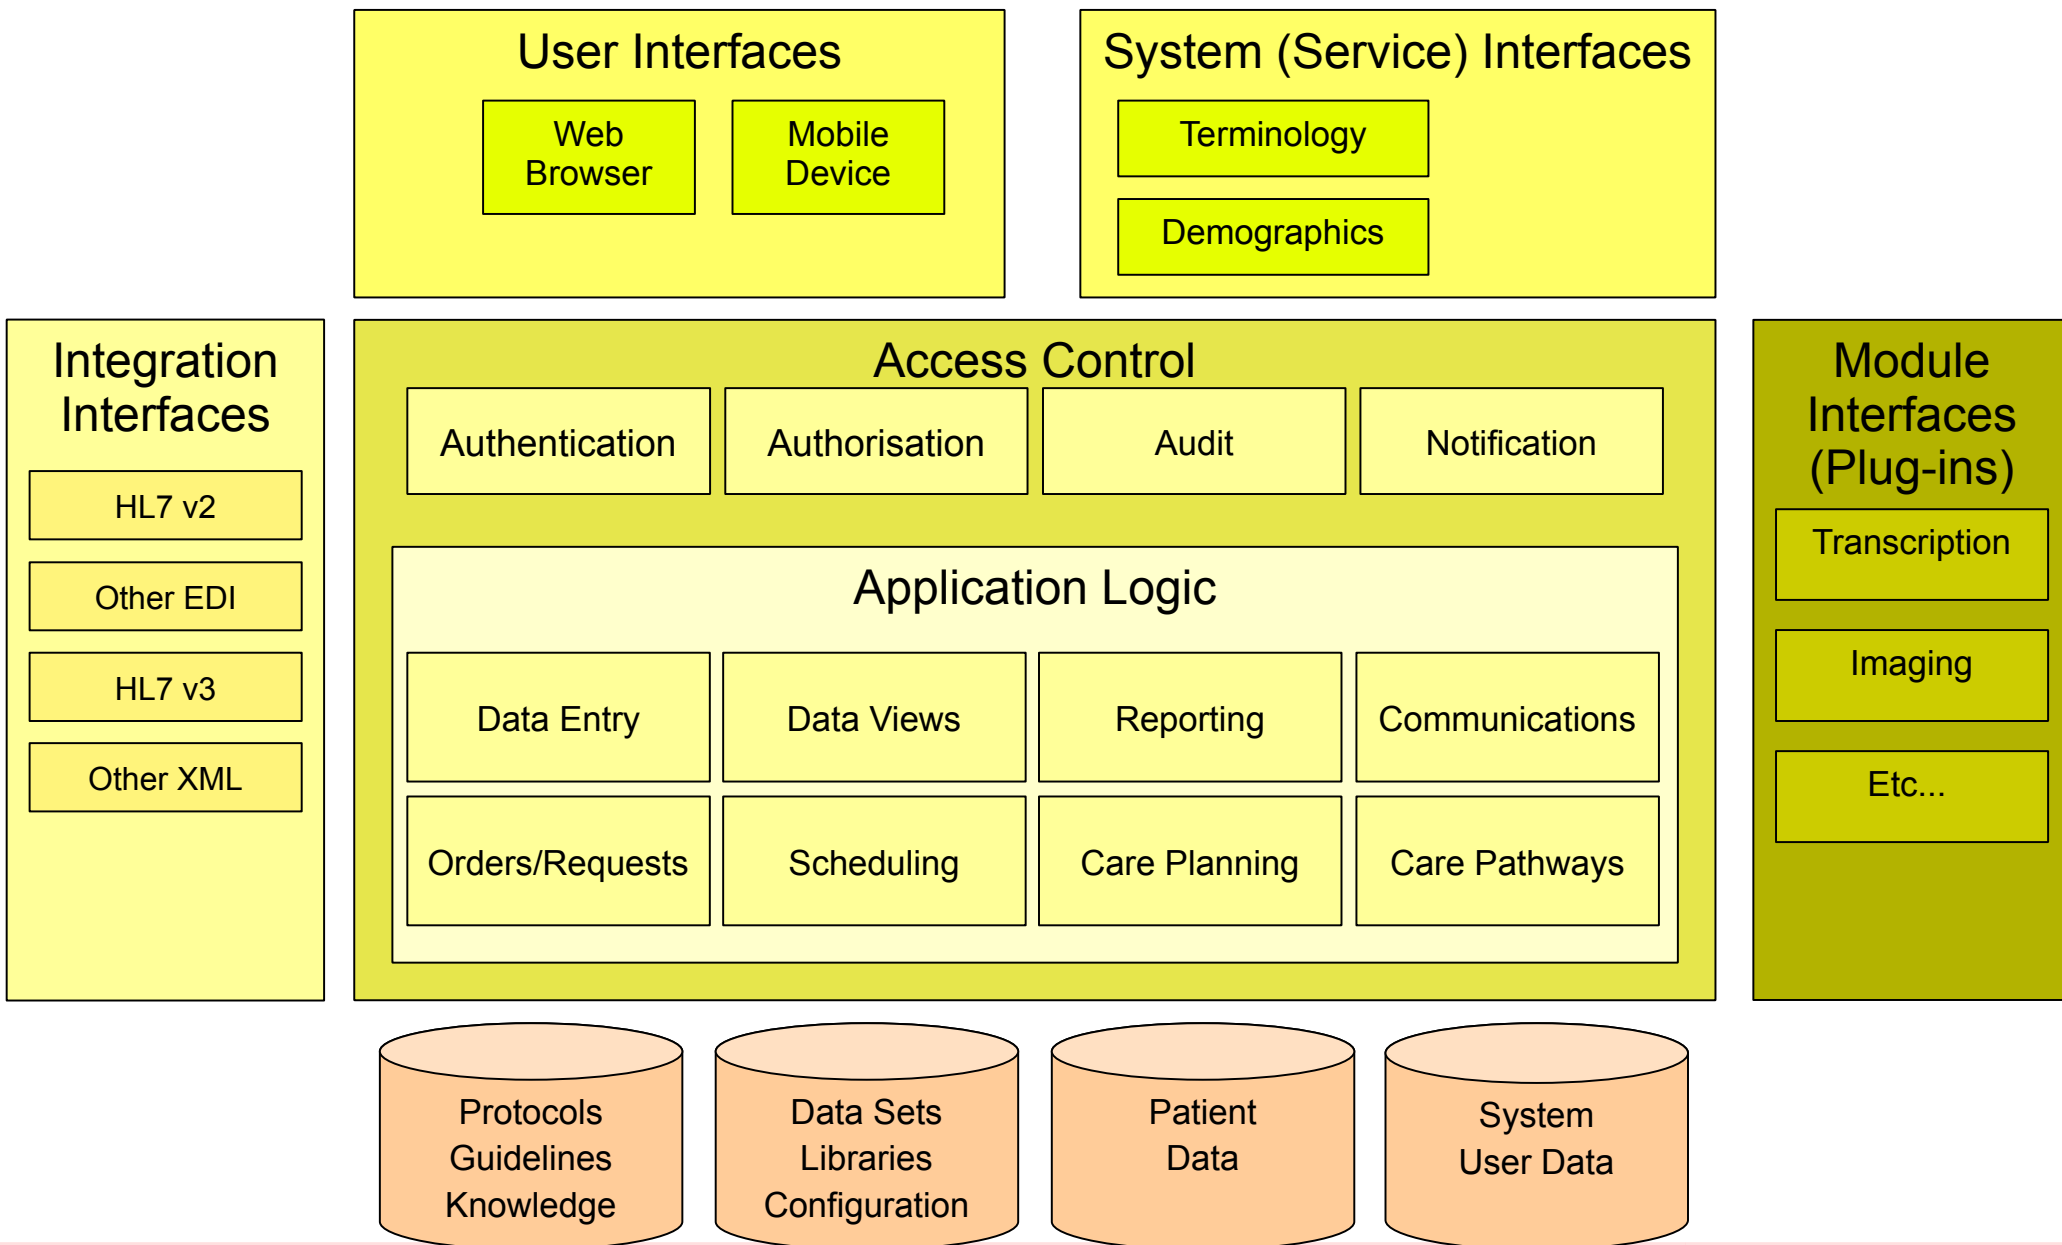 User Interfaces
Web
Browser
Mobile
Device
System (Service) Interfaces
Terminology
Demographics
Integration
Interfaces
HL7 v2
Other EDI
HL7 v3
Other XML
Access Control
Authentication
Authorisation
Audit
Notification
Application Logic
Data Entry
Data Views
Reporting
Communications
Orders/Requests
Scheduling
Care Planning
Care Pathways
Module
Interfaces
(Plug-ins)
Transcription
Imaging
Etc...
Protocols
Guidelines
Knowledge
Data Sets
Libraries
Configuration
Patient
Data
System
User Data